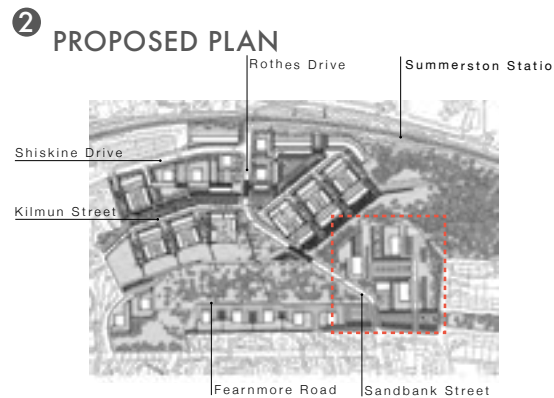 2
PROPOSED PLAN
Rothes Drive
Summerston Statio
Shiskine Drive
Kilmun Street
Fearnmore Road
Sandbank Street